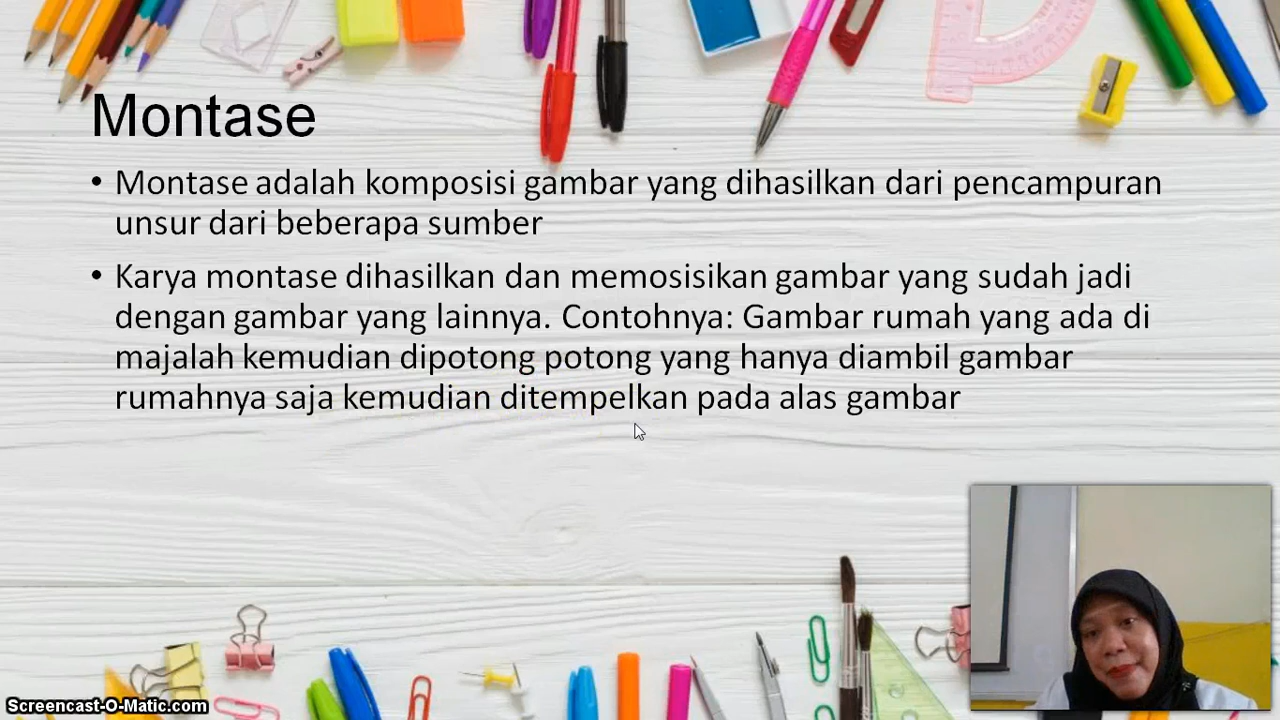 Montase
• Montase adalah komposisi gambar yang dihasilkan dari pencampuran
unsur dari beberapa sumber
• Karya montase dihasilkan dan memosisikan gambar yang sudah jadi
dengan gambar yang lainnya. Contohnya: Gambar rumah yang ada di
majalah kemudian dipotong potong yang hanya diambil gambar
rumahnya saja kemudian ditempelkan pada alas gambar
Screencast-O-Matic.com